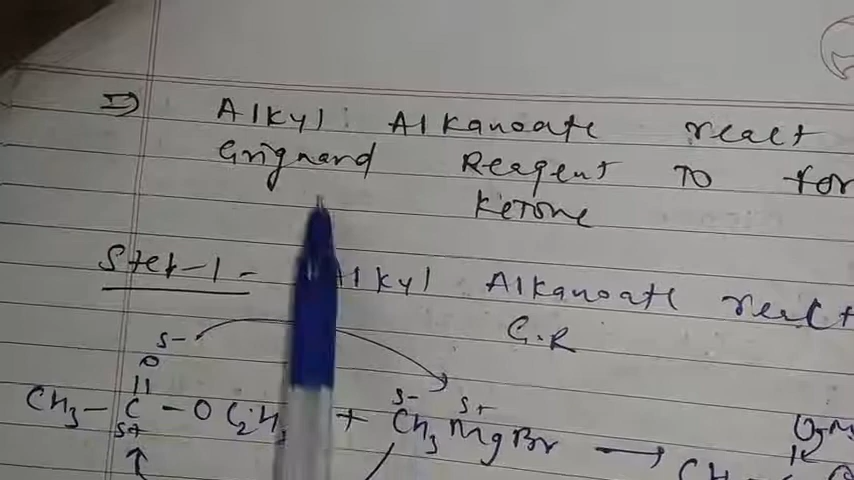 I⟩ Alkyl Alkanoate react
Grignard Reagent To for
Ketone
Step-1- Alkyl Alkanoate react
G.R
δ-
O
||
CH3-C-OC2H5 + CH3MgBr →
δ+ δ- δ+